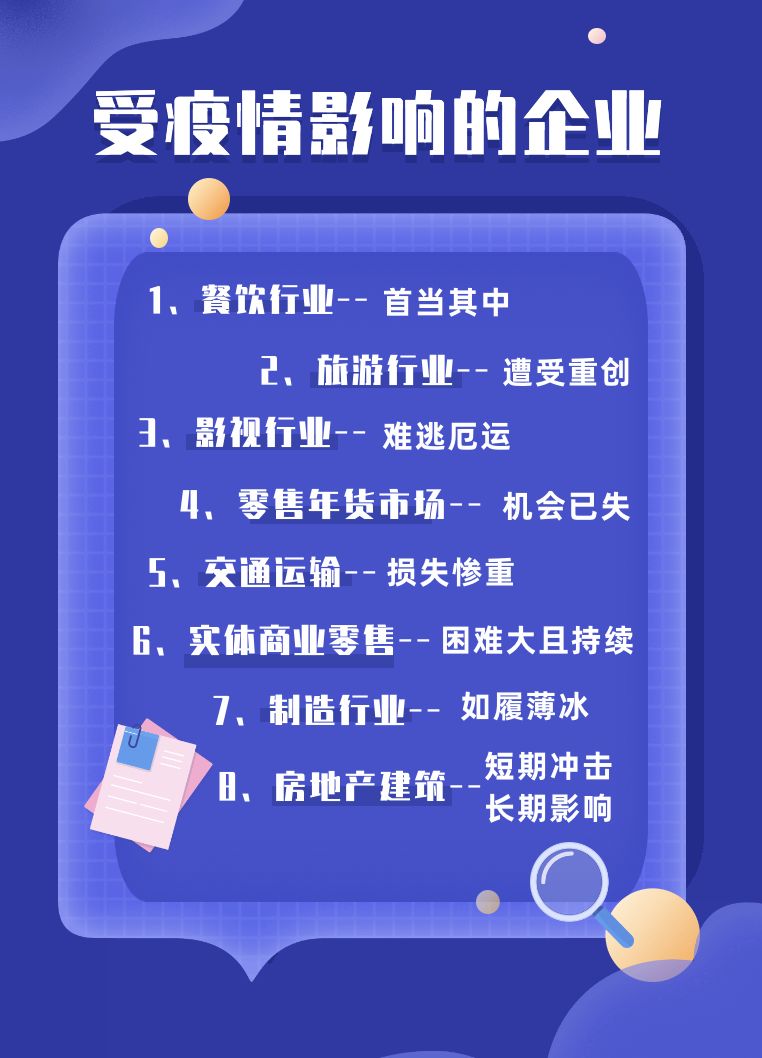 受疫情影响的企业
1、餐饮行业-- 首当其中
2、旅游行业-- 遭受重创
3、影视行业-- 难逃厄运
4、零售年货市场-- 机会已失
5、交通运输--损失惨重
6、实体商业零售--困难大且持续
7、制造行业-- 如履薄冰
8、房地产建筑--短期冲击
长期影响